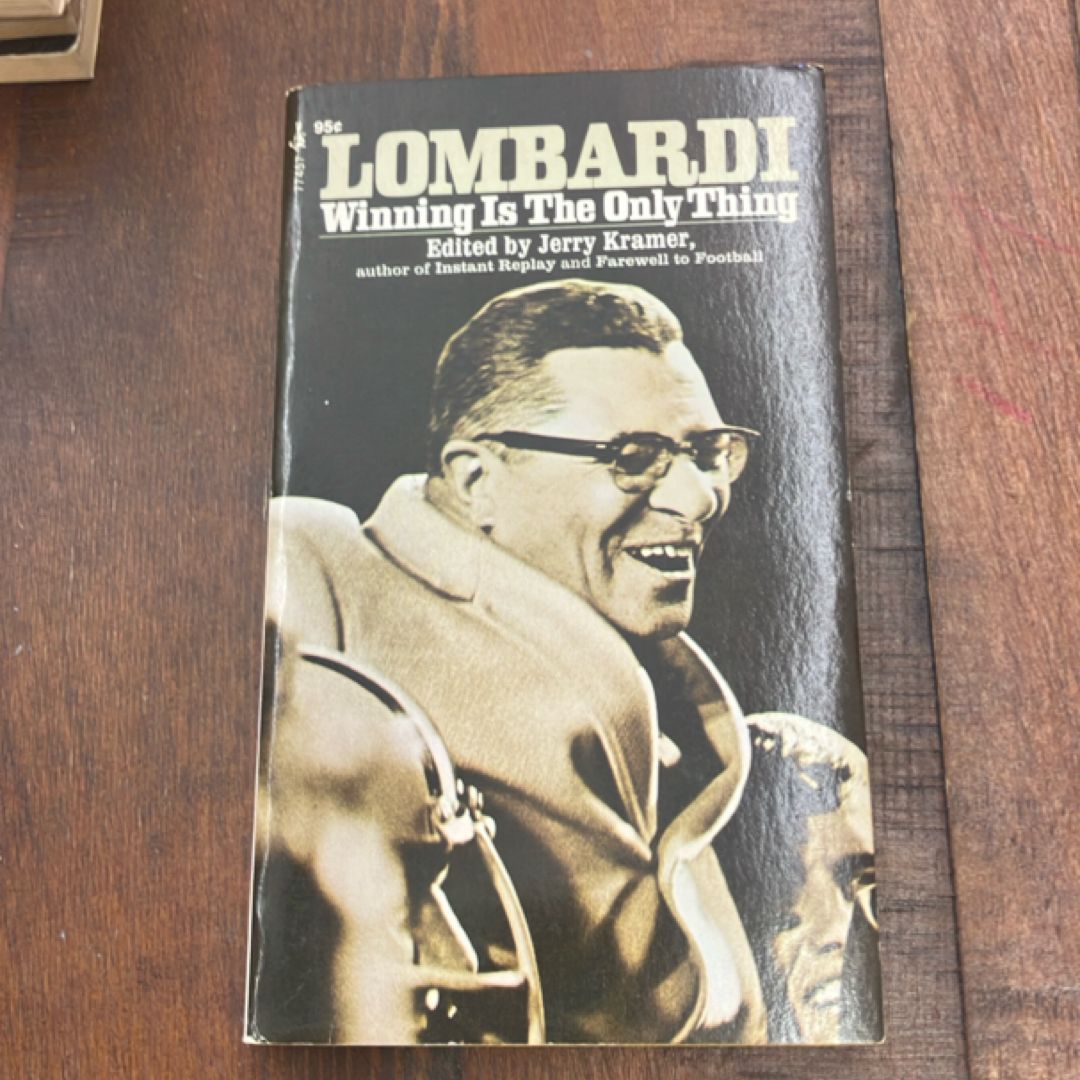 95¢
77457
LOMBARDI
Winning Is The Only Thing
Edited by Jerry Kramer,
author of Instant Replay and Farewell to Football